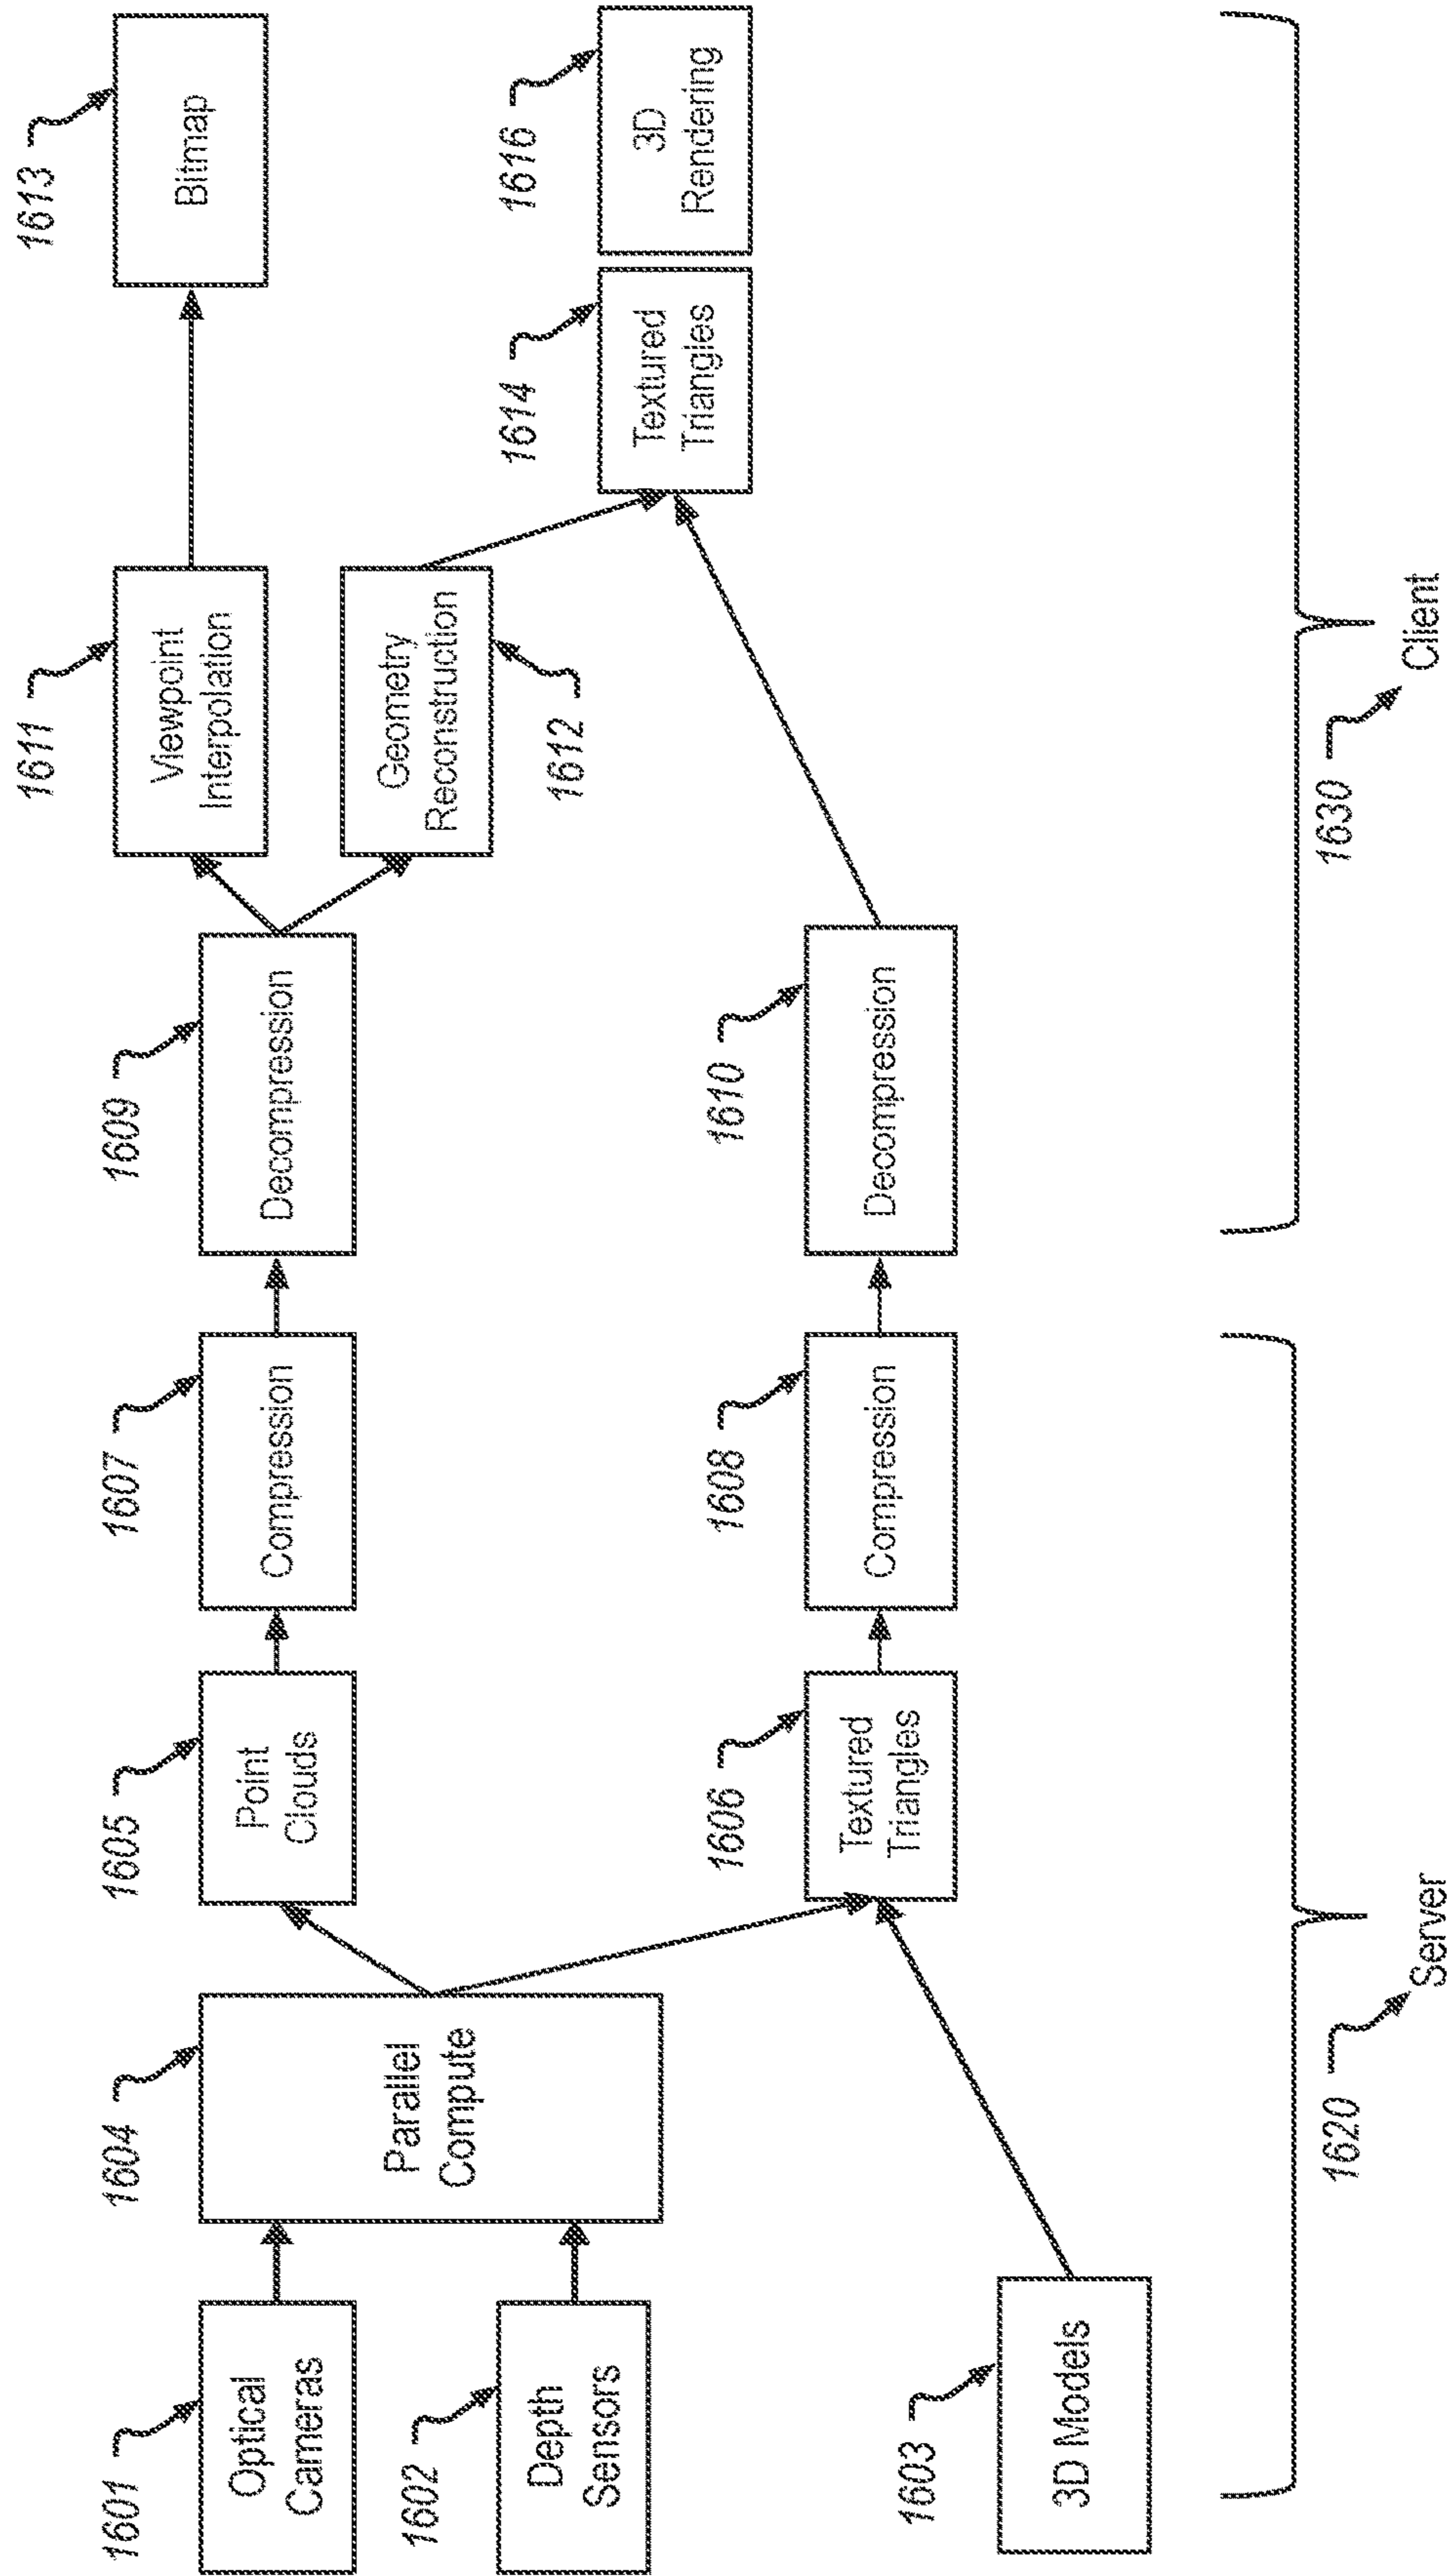 1601
Optical
Cameras
1602
Depth
Sensors
1603
3D Models
1604
Parallel
Compute
1605
Point
Clouds
1606
Textured
Triangles
1607
Compression
1608
Compression
1609
Decompression
1610
Decompression
1611
Viewpoint
Interpolation
Geometry
Reconstruction
1612
1613
Bitmap
1614
Textured
Triangles
1616
3D
Rendering
1620
Server
1630
Client